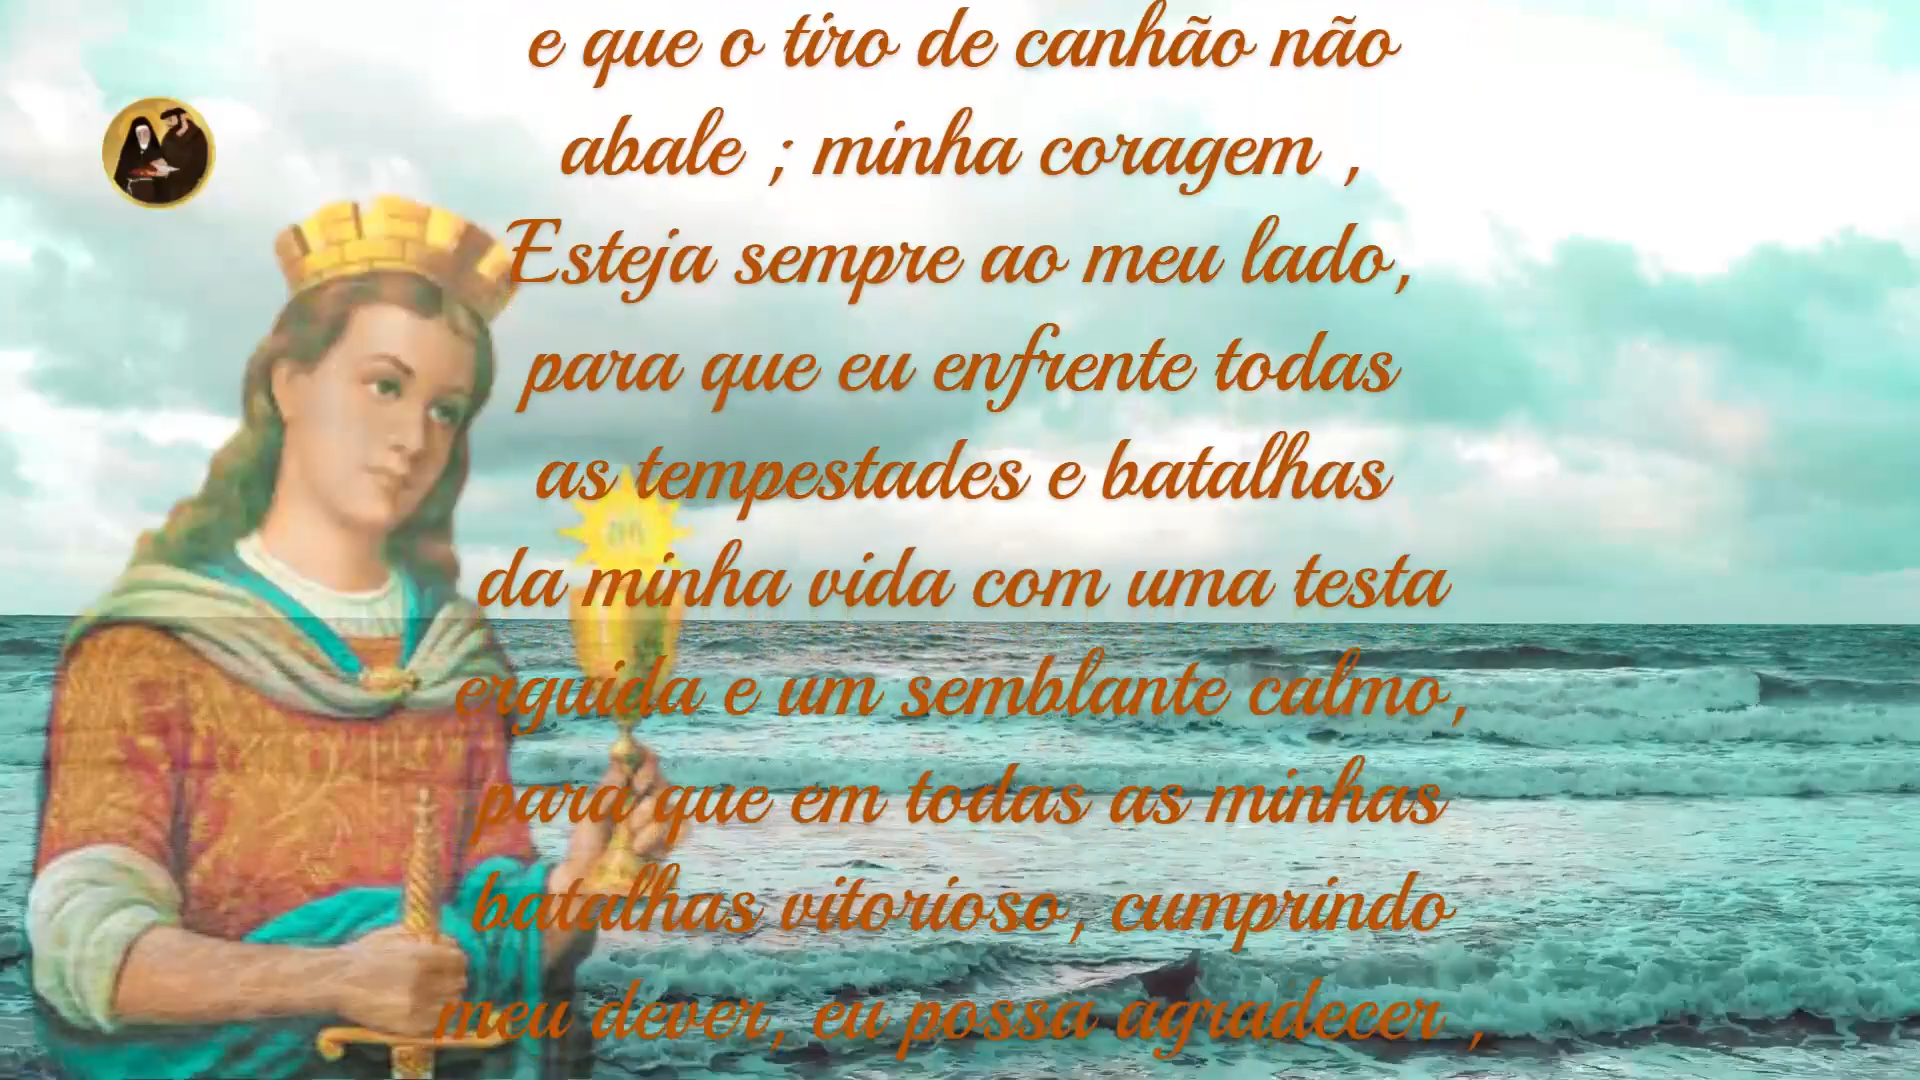 e que o tiro de canhão não
abale ; minha coragem ,
Esteja sempre ao meu lado,
para que eu enfrente todas
as tempestades e batalhas
da minha vida com uma testa
erguida e um semblante calmo,
para que em todas as minhas
batalhas vitorioso, cumprindo
meu dever, eu possa agradecer ,